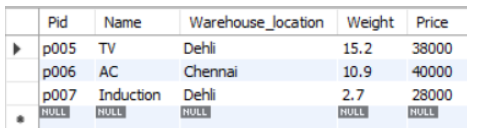 Pid Name Warehouse_location Weight Price
p005 TV Dehli 15.2 38000
p006 AC Chennai 10.9 40000
p007 Induction Dehli 2.7 28000
NULL NULL NULL NULL NULL